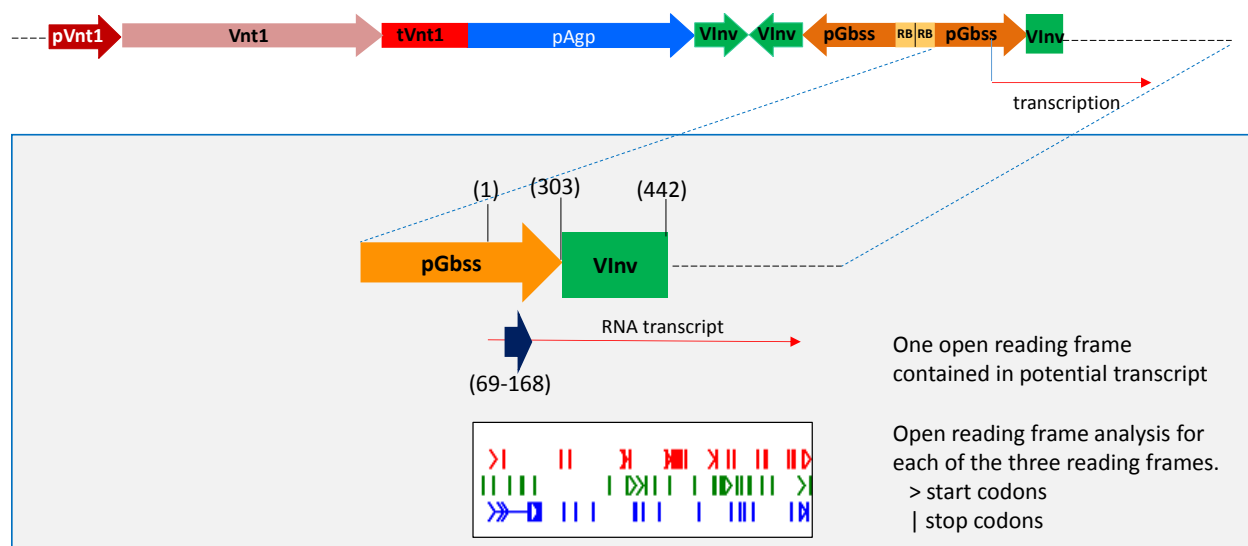 pVnt1 Vnt1 tVnt1 pAgp VInv VInv pGbss RB RB pGbss VInv
transcription
(1) (303) (442)
pGbss VInv
RNA transcript
(69-168)
One open reading frame
contained in potential transcript
Open reading frame analysis for
each of the three reading frames.
> start codons
| stop codons